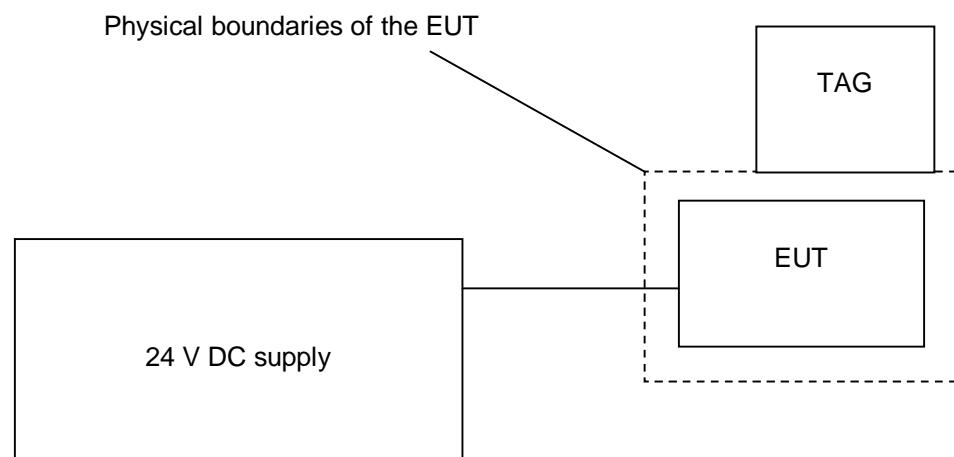 Physical boundaries of the EUT
TAG
EUT
24 V DC supply